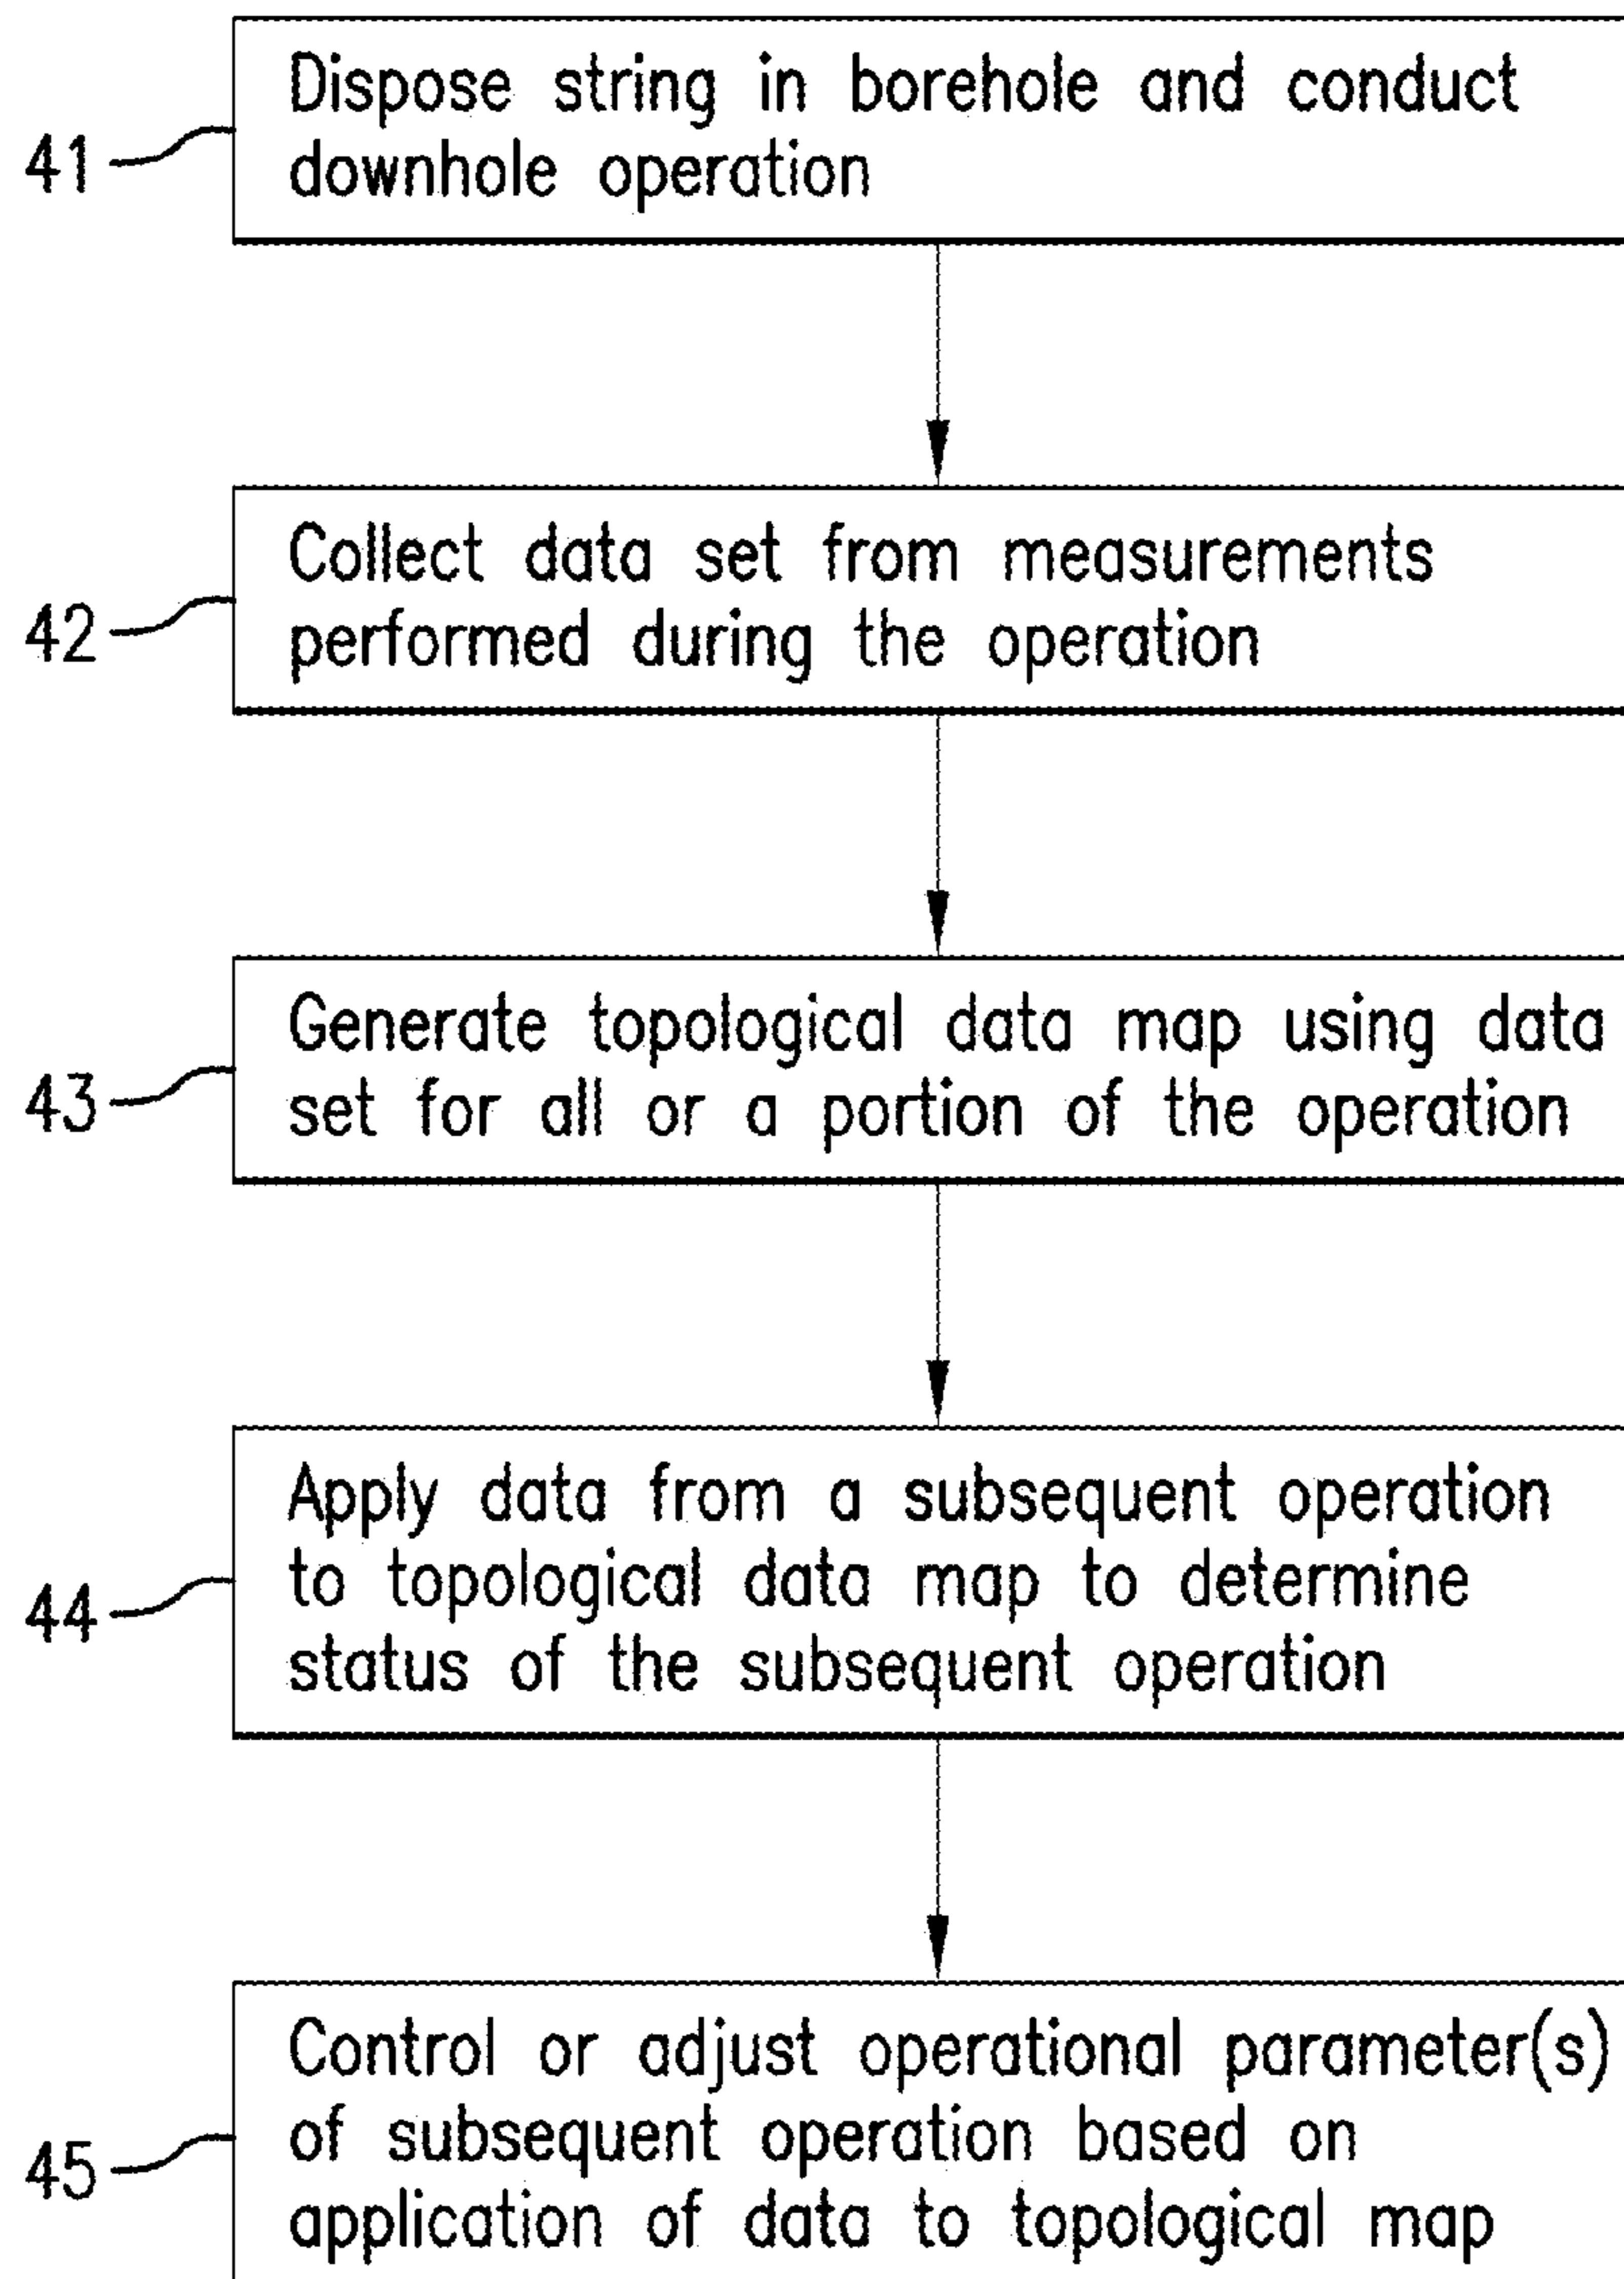 Dispose string in borehole and conduct
downhole operation
41
Collect data set from measurements
performed during the operation
42
Generate topological data map using data
set for all or a portion of the operation
43
Apply data from a subsequent operation
to topological data map to determine
status of the subsequent operation
44
Control or adjust operational parameter(s)
of subsequent operation based on
application of data to topological map
45